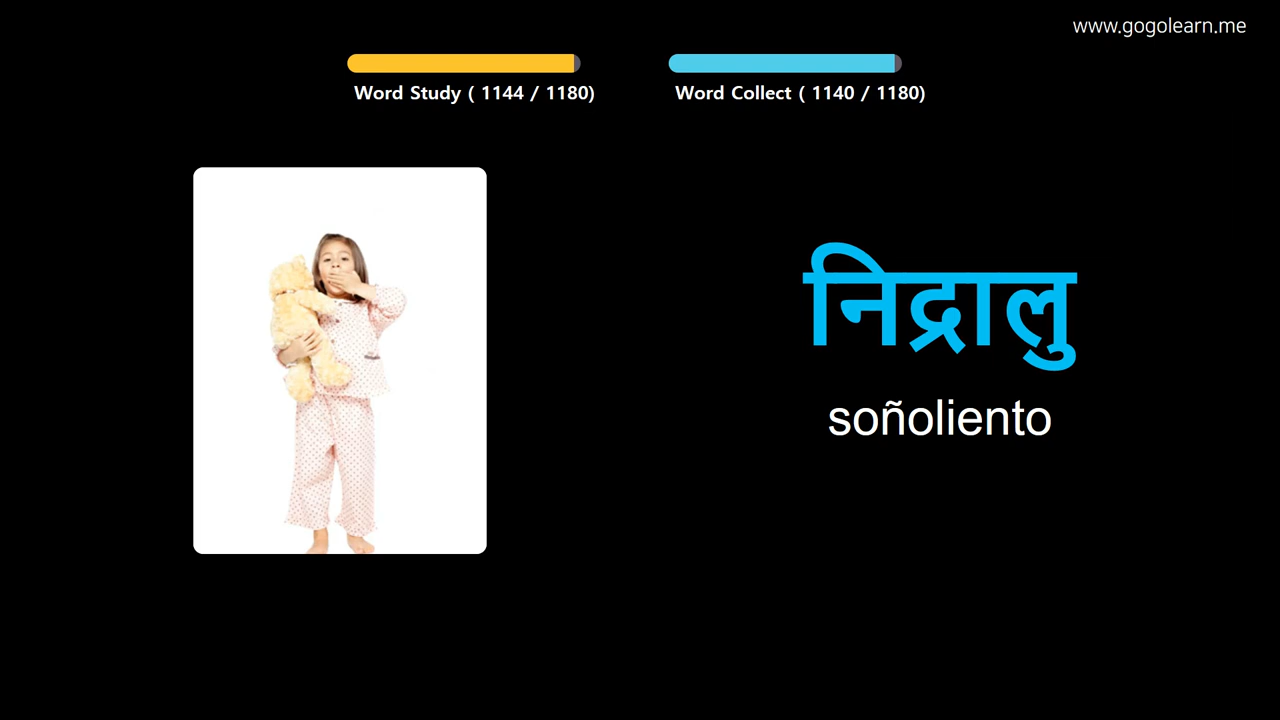 www.gogolearn.me
Word Study ( 1144 / 1180)
Word Collect ( 1140 / 1180)
निद्रालु
soñoliento